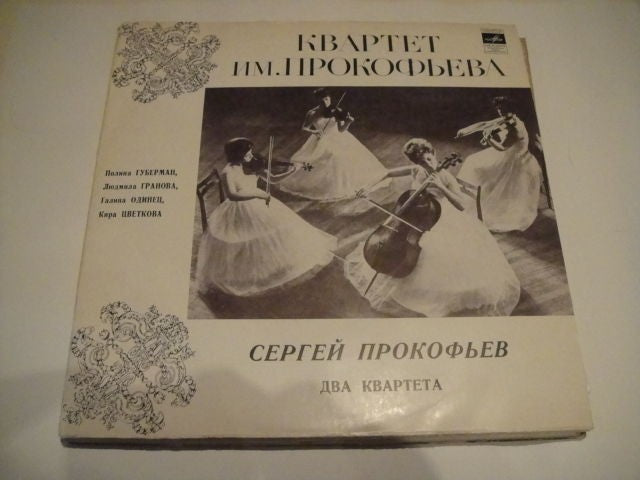 КВАРТЕТ
ИМ. ПРОКОФЬЕВА
Полина ГУБЕРМАН,
Людмила ГРАНОВА,
Галина ОДИНЕЦ,
Кира ЦВЕТКОВА
СЕРГЕЙ ПРОКОФЬЕВ
ДВА КВАРТЕТА